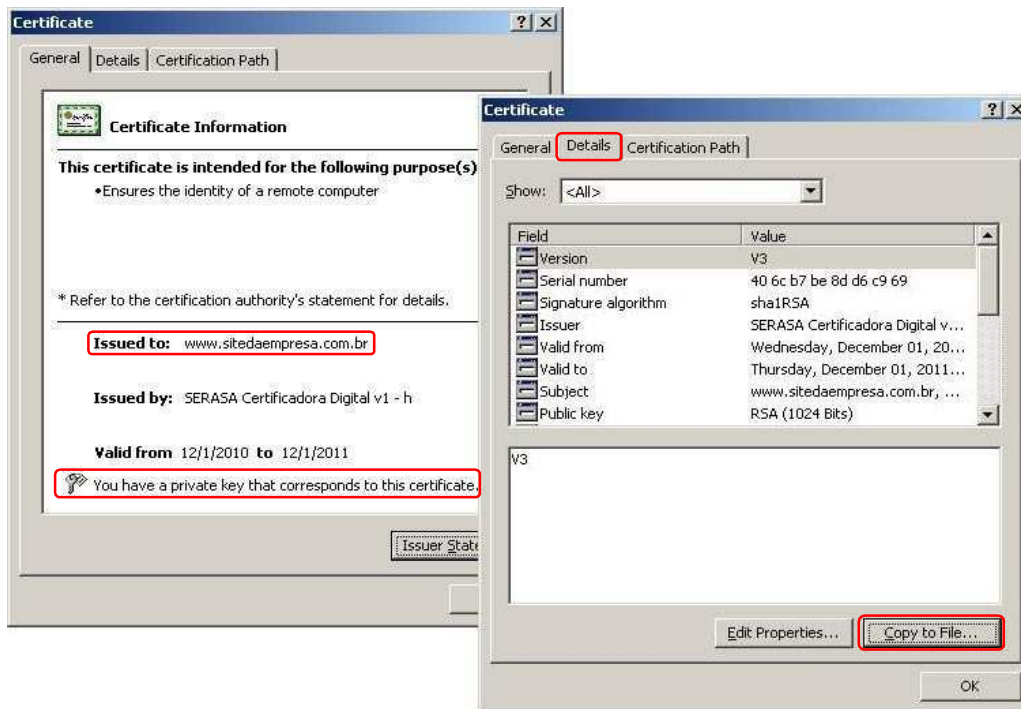 Certificate
General Details Certification Path
Certificate Information
This certificate is intended for the following purpose(s)
•Ensures the identity of a remote computer
* Refer to the certification authority's statement for details.
Issued to: www.sitedaempresa.com.br
Issued by: SERASA Certificadora Digital v1 - h
Valid from 12/1/2010 to 12/1/2011
You have a private key that corresponds to this certificate.
Issuer State
Certificate
General Details Certification Path
Show: <All>
Field Value
Version V3
Serial number 40 6c b7 be 8d d6 c9 69
Signature algorithm sha1RSA
Issuer SERASA Certificadora Digital v...
Valid from Wednesday, December 01, 20...
Valid to Thursday, December 01, 2011...
Subject www.sitedaempresa.com.br, ...
Public key RSA (1024 Bits)
V3
Edit Properties... Copy to File...
OK